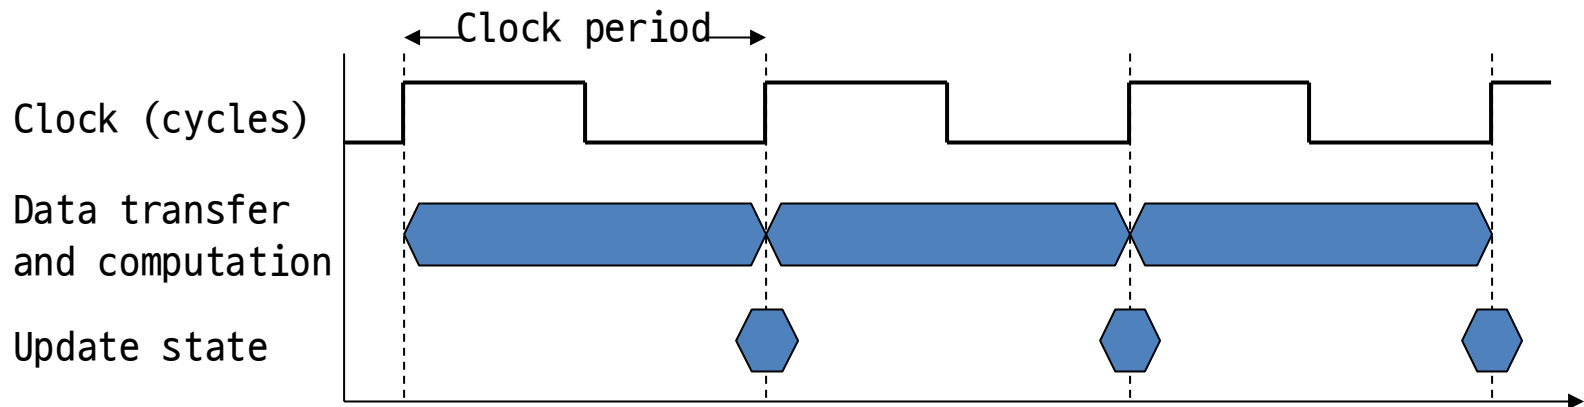 Clock period
Clock (cycles)
Data transfer
and computation
Update state